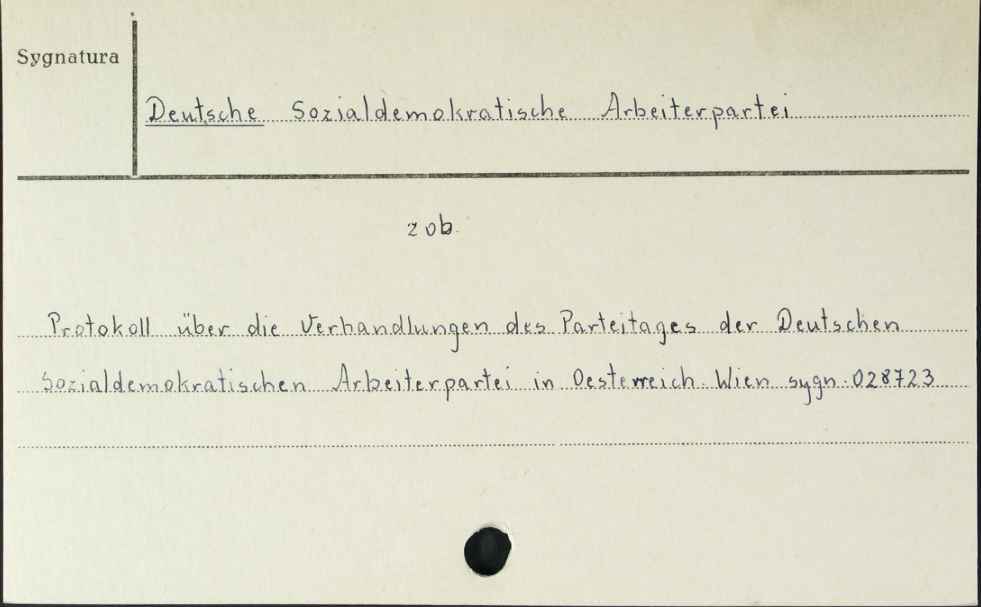 Sygnatura
Deutsche Sozialdemokratische Arbeiterpartei
zob.
Protokoll über die Verhandlungen des Parteitages der Deutschen
Sozialdemokratischen Arbeiterpartei in Oesterreich. Wien sygn. 028723